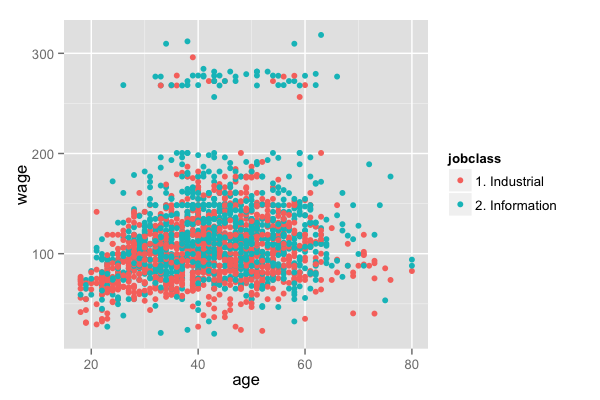 300
200
100
wage
20 40 60 80
age
jobclass
1. Industrial
2. Information